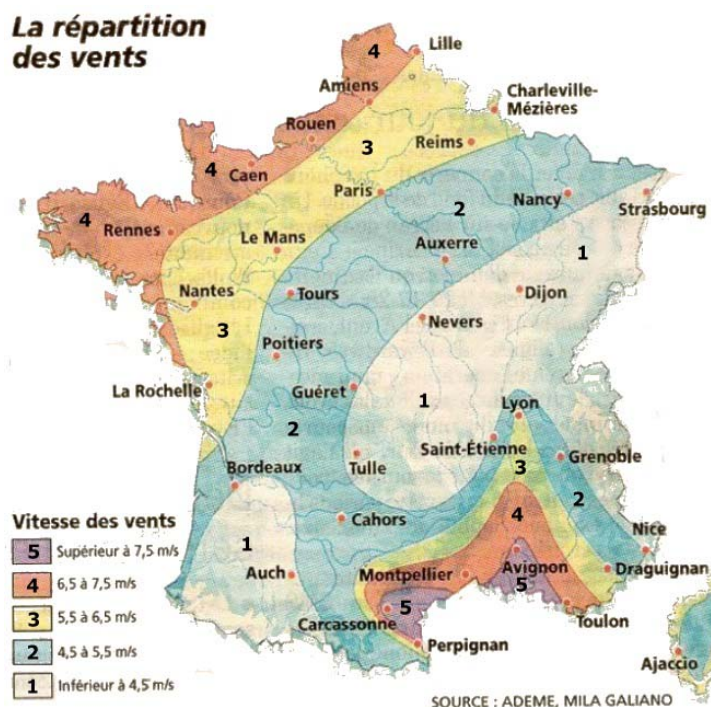 La répartition
des vents
4
Lille
Amiens
Charleville-
Mézières
Rouen
3
Reims
4
Caen
Paris
4
2
Nancy
Strasbourg
Rennes
Le Mans
Auxerre
1
Nantes
Tours
Dijon
3
Nevers
Poitiers
La Rochelle
Guéret
1
Lyon
2
Saint-Étienne
3
Grenoble
Bordeaux
Tulle
2
4
Cahors
Nice
1
Auch
Montpellier
Avignon
Draguignan
5
5
Carcassonne
Toulon
Perpignan
Ajaccio
Vitesse des vents
5 Supérieur à 7,5 m/s
4 6,5 à 7,5 m/s
3 5,5 à 6,5 m/s
2 4,5 à 5,5 m/s
1 Inférieur à 4,5 m/s
SOURCE : ADEME, MILA GALIANO